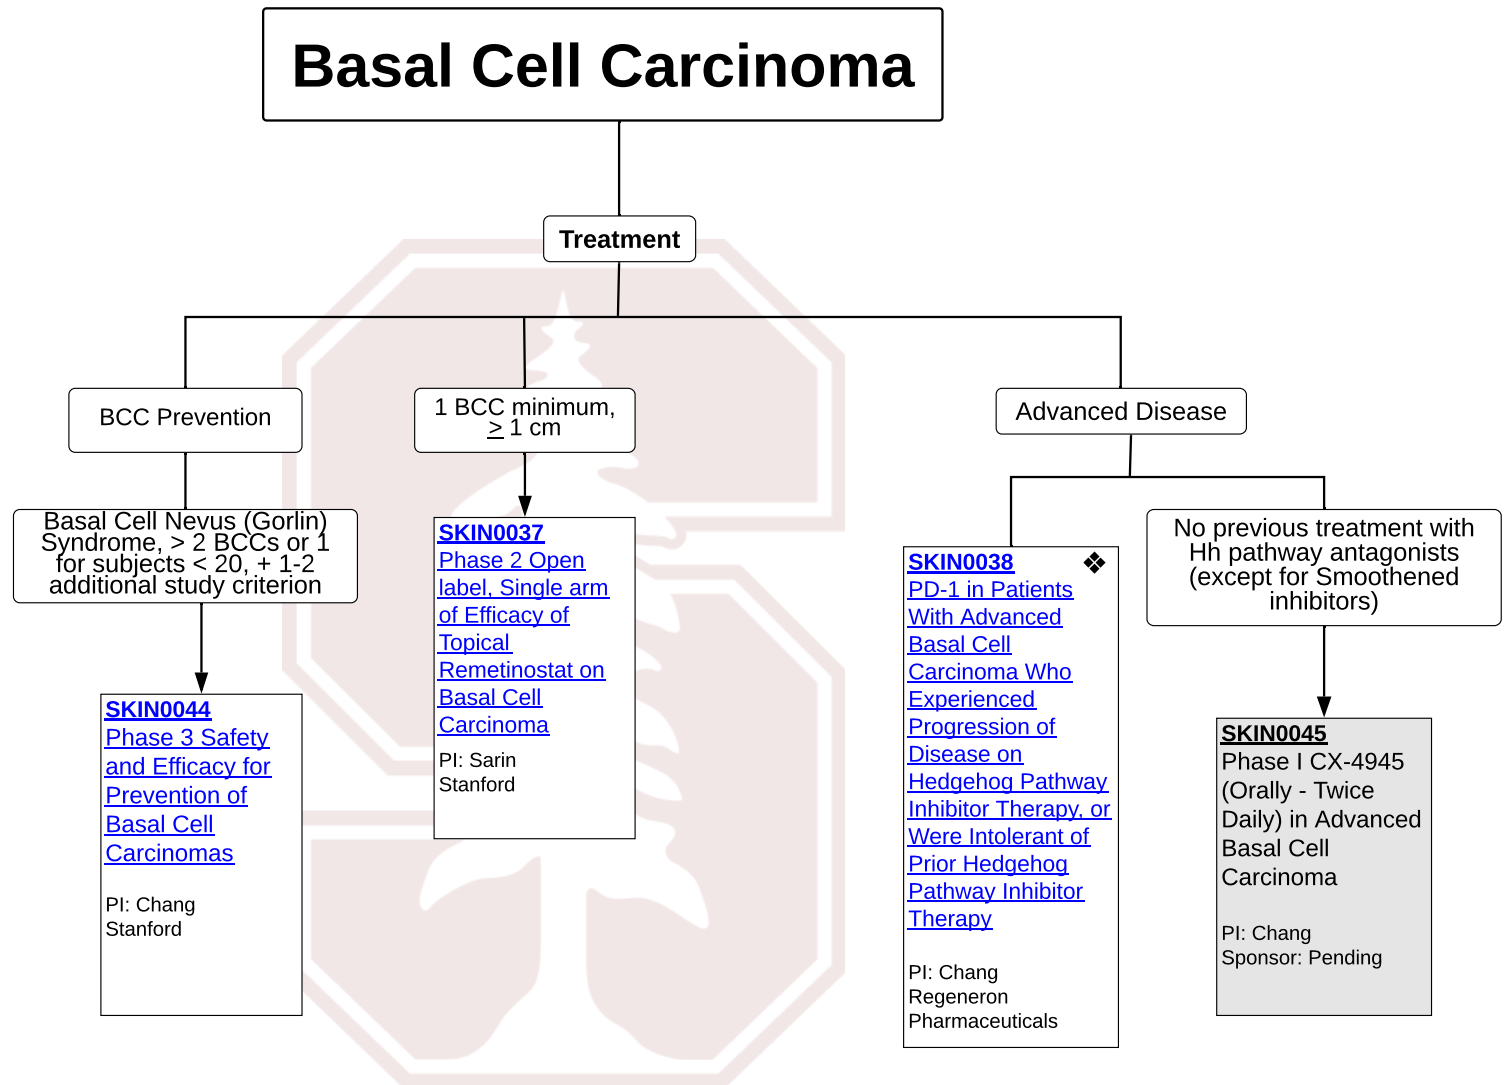 Basal Cell Carcinoma
Treatment
BCC Prevention
Basal Cell Nevus (Gorlin)
Syndrome, > 2 BCCs or 1
for subjects < 20, + 1-2
additional study criterion
SKIN0044
Phase 3 Safety
and Efficacy for
Prevention of
Basal Cell
Carcinomas
PI: Chang
Stanford
1 BCC minimum,
> 1 cm
SKIN0037
Phase 2 Open
label, Single arm
of Efficacy of
Topical
Remetinostat on
Basal Cell
Carcinoma
PI: Sarin
Stanford
Advanced Disease
SKIN0038 ❖
PD-1 in Patients
With Advanced
Basal Cell
Carcinoma Who
Experienced
Progression of
Disease on
Hedgehog Pathway
Inhibitor Therapy, or
Were Intolerant of
Prior Hedgehog
Pathway Inhibitor
Therapy
PI: Chang
Regeneron
Pharmaceuticals
No previous treatment with
Hh pathway antagonists
(except for Smoothened
inhibitors)
SKIN0045
Phase I CX-4945
(Orally - Twice
Daily) in Advanced
Basal Cell
Carcinoma
PI: Chang
Sponsor: Pending